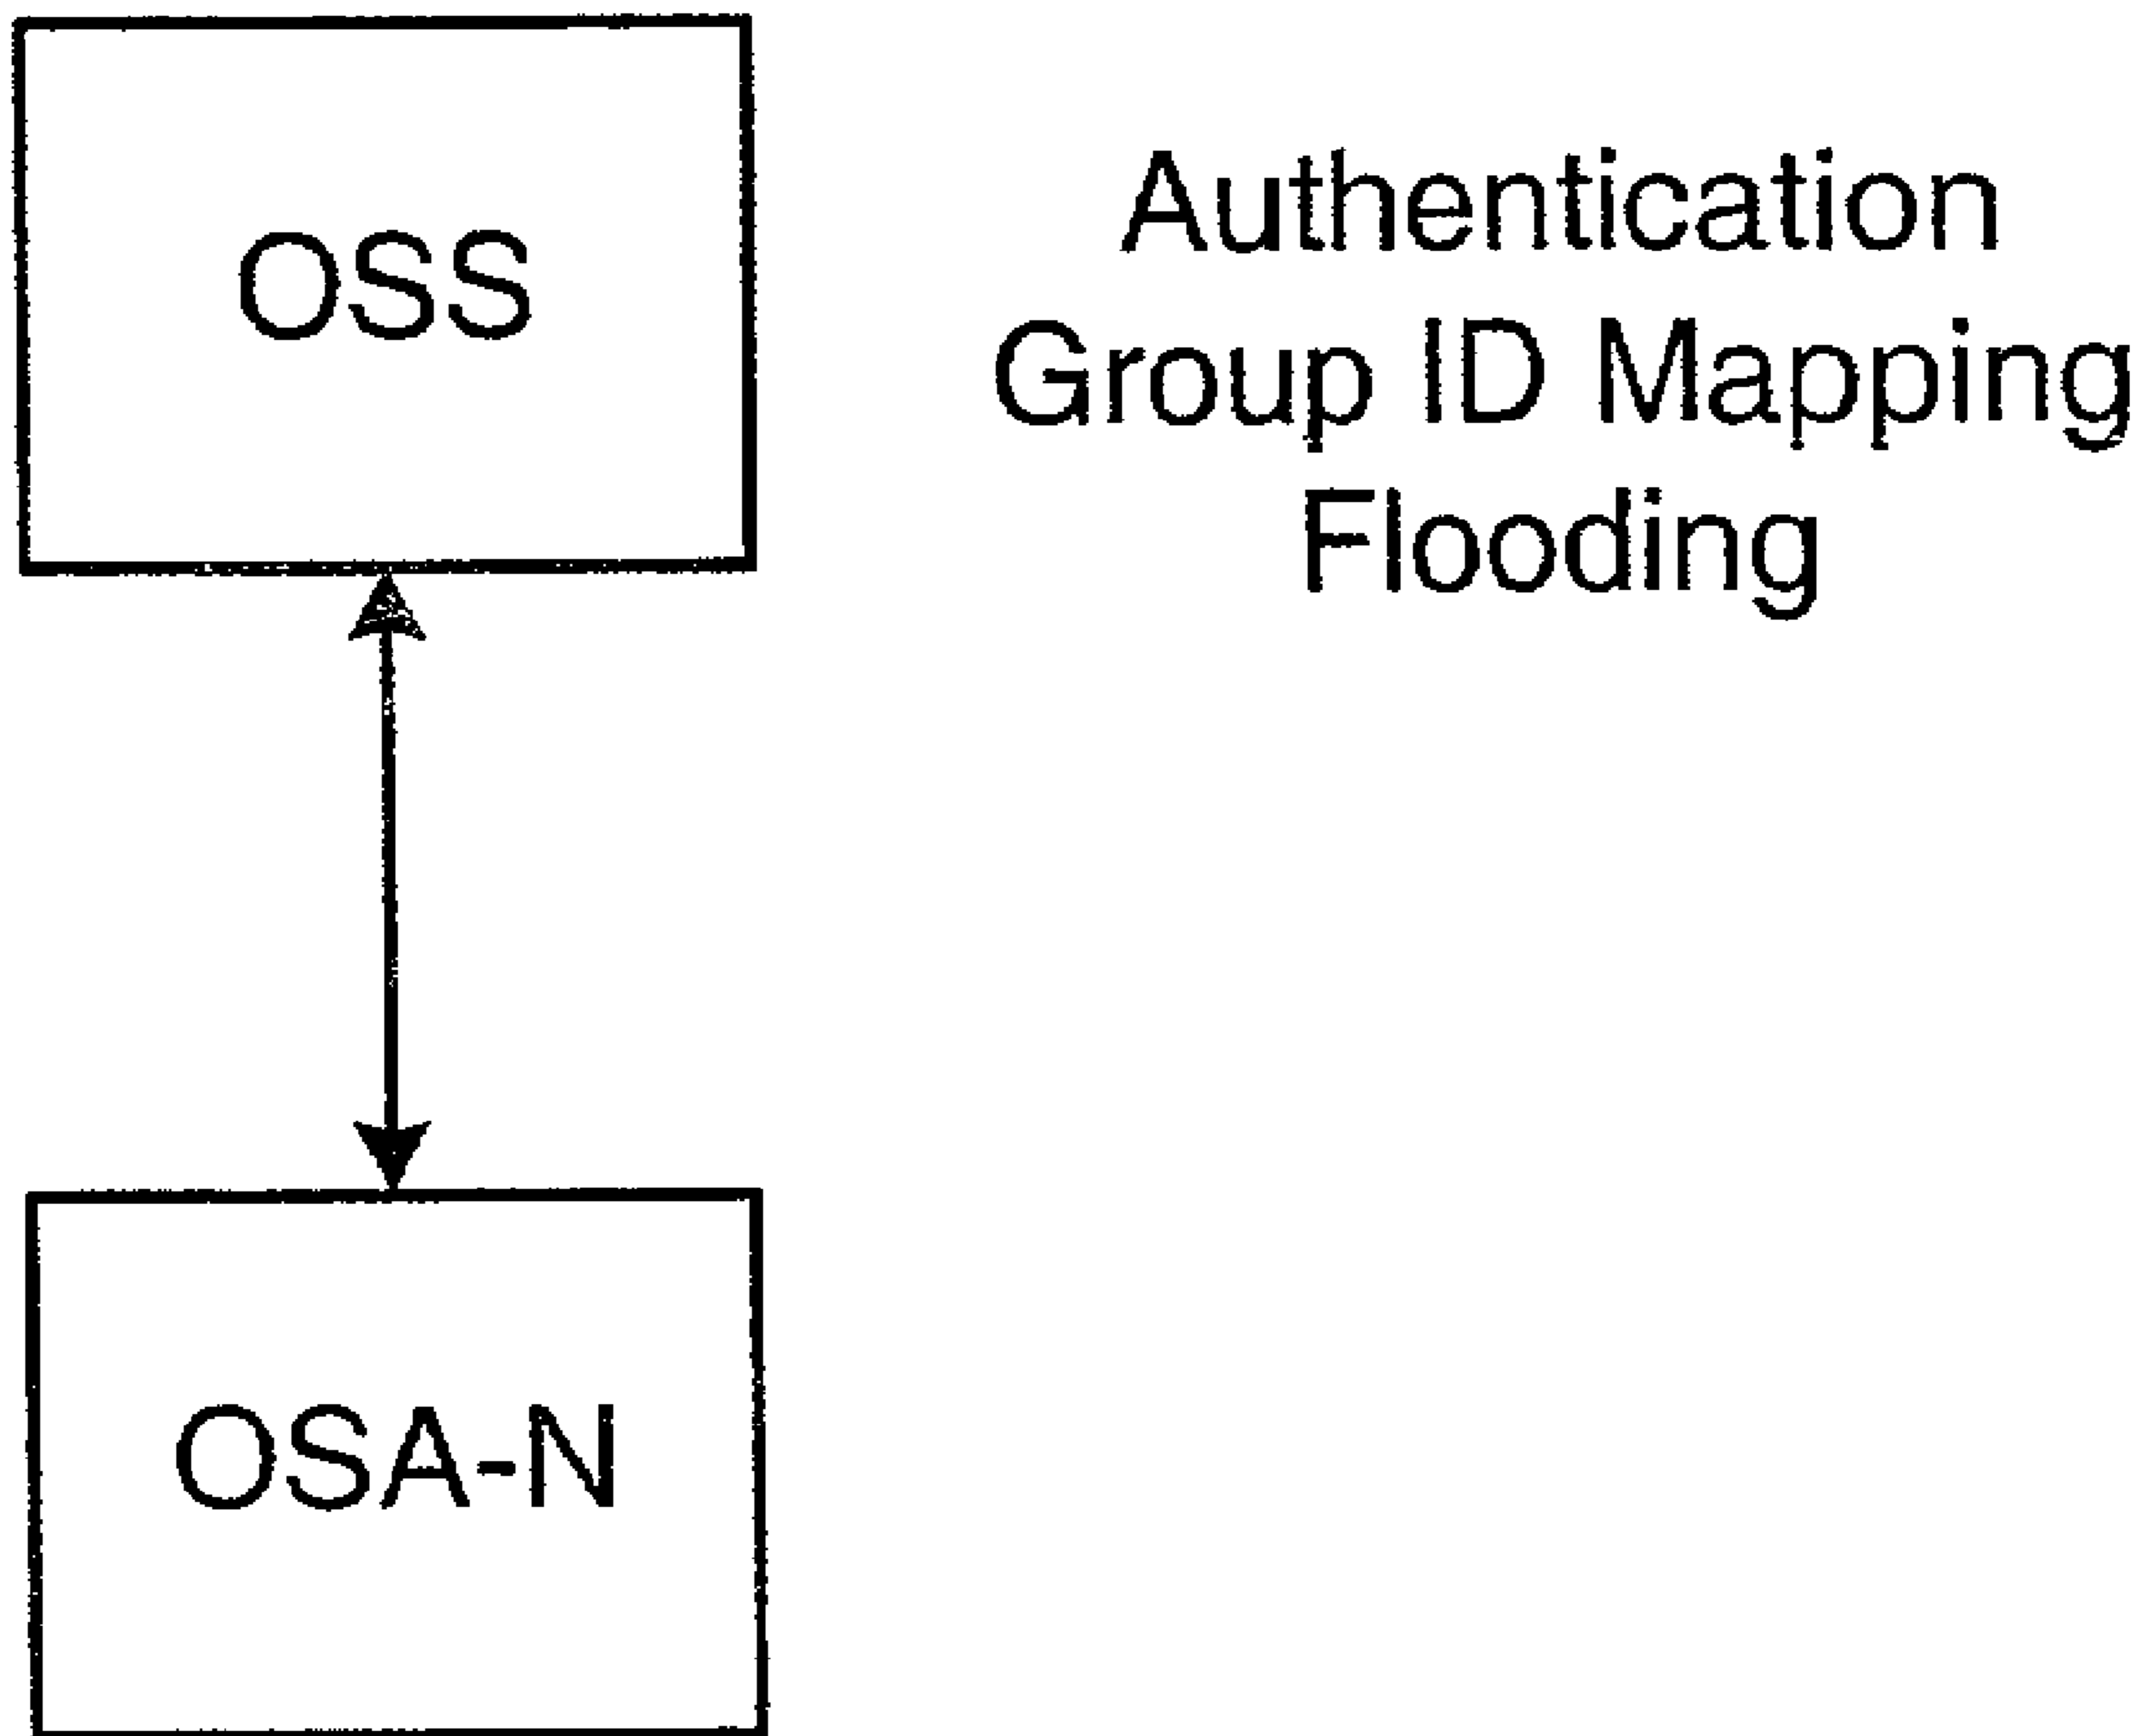 OSS
Authentication
Group ID Mapping
Flooding
OSA-N